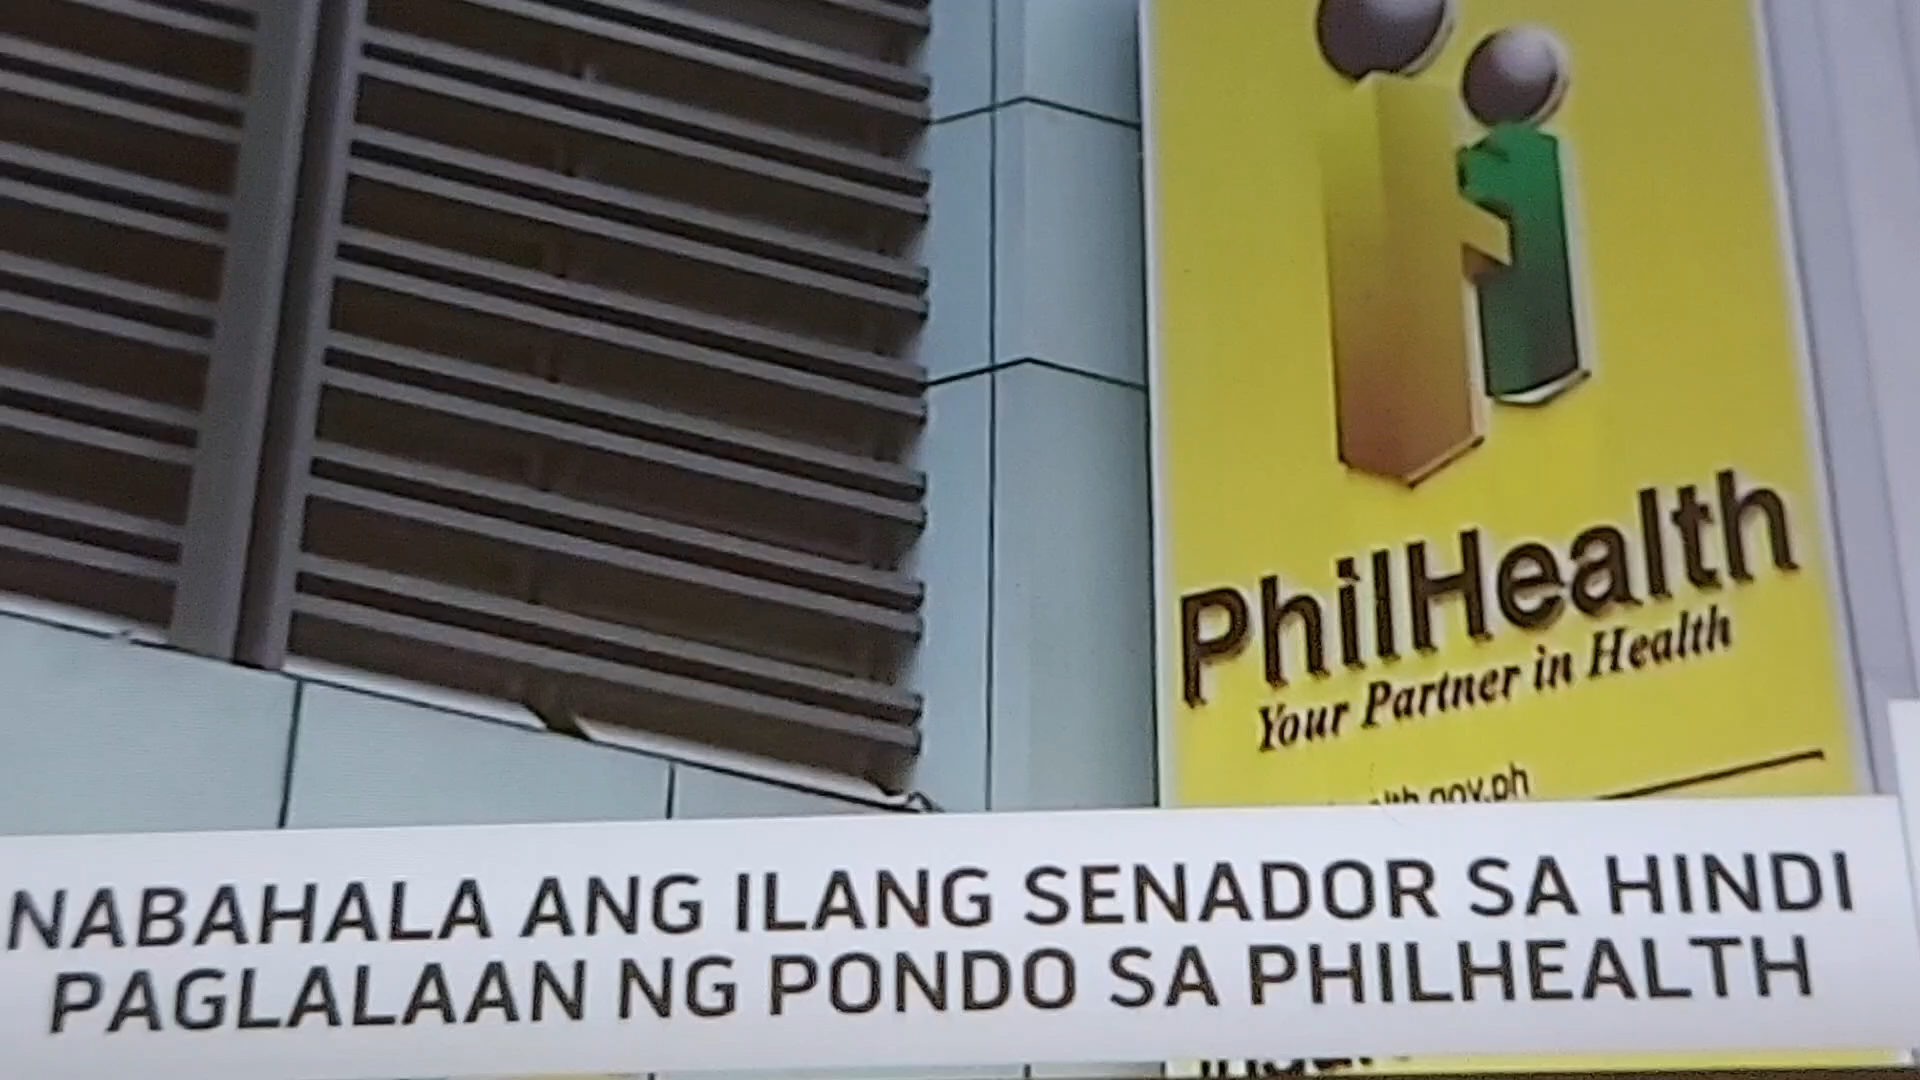 PhilHealth
Your Partner in Health
NABAHALA ANG ILANG SENADOR SA HINDI
PAGLALAAN NG PONDO SA PHILHEALTH